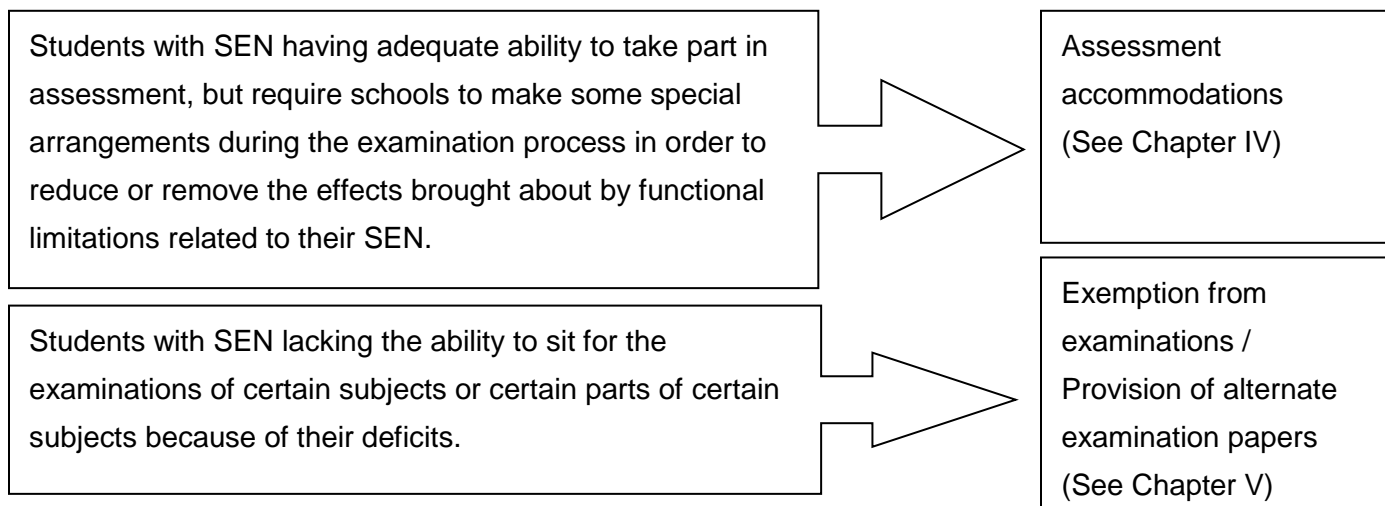 Students with SEN having adequate ability to take part in
assessment, but require schools to make some special
arrangements during the examination process in order to
reduce or remove the effects brought about by functional
limitations related to their SEN.
Assessment
accommodations
(See Chapter IV)
Students with SEN lacking the ability to sit for the
examinations of certain subjects or certain parts of certain
subjects because of their deficits.
Exemption from
examinations /
Provision of alternate
examination papers
(See Chapter V)